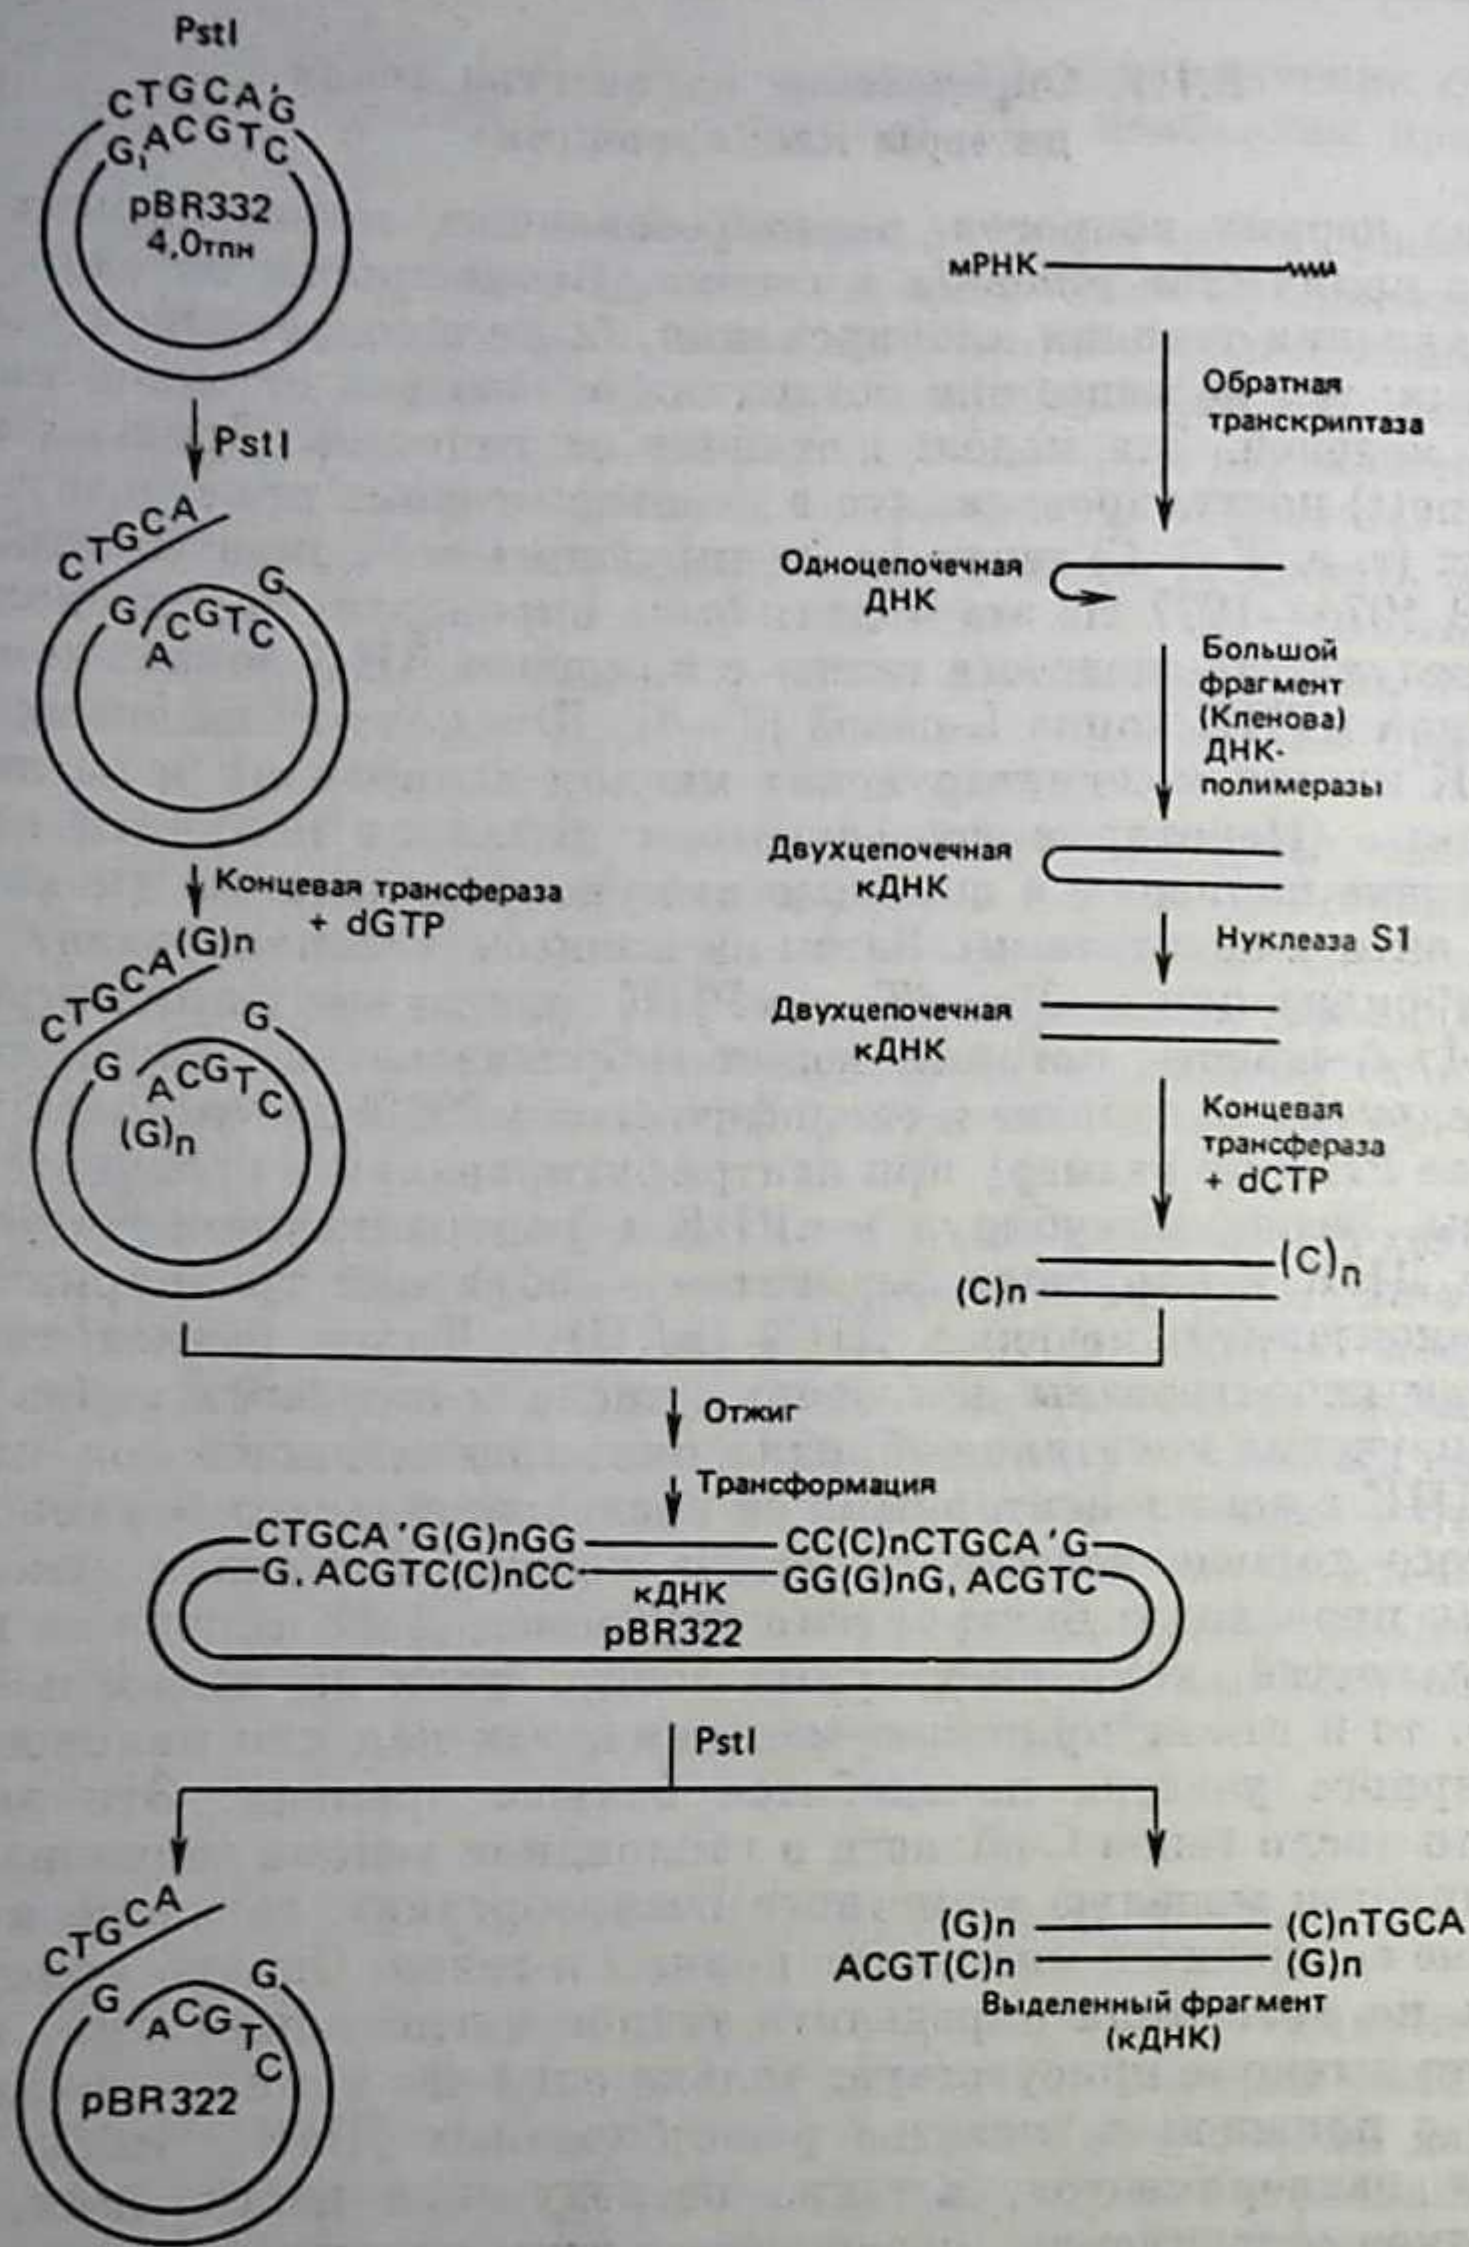 PstI
CTGCA'G
G,ACGTC
pBR332
4,0тпн
PstI
CTGCA
G
G
ACGTC
Концевая трансфераза
+ dGTP
CTGCA(G)n
G
G
ACGTC
(G)n
мРНК
Обратная
транскриптаза
Одноцепочечная
ДНК
Большой
фрагмент
(Кленова)
ДНК-
полимеразы
Двухцепочечная
кДНК
Нуклеаза S1
Двухцепочечная
кДНК
Концевая
трансфераза
+ dCTP
(C)n
(C)n
Отжиг
Трансформация
CTGCA'G(G)nGG CC(C)nCTGCA'G
G,ACGTC(C)nCC GG(G)nG,ACGTC
кДНК
pBR322
PstI
CTGCA
G
G
ACGTC
pBR322
(G)n (C)nTGCA
ACGT(C)n (G)n
Выделенный фрагмент
(кДНК)